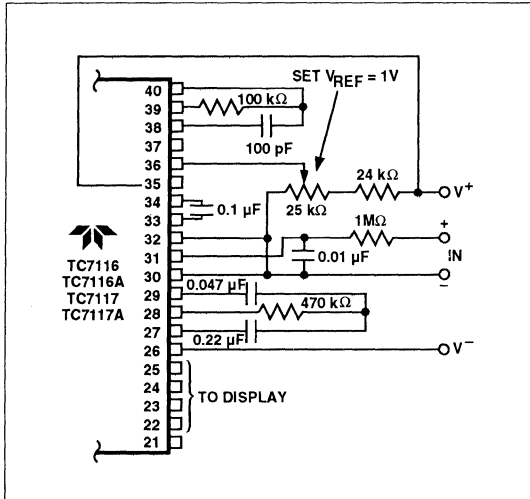 SET VREF = 1V
40
39
100 kΩ
38
100 pF
37
36
24 kΩ
35
V+
25 kΩ
34
0.1 µF
33
1MΩ
+
32
31
0.01 µF
IN
30
–
TC7116
TC7116A
TC7117
TC7117A
29
0.047 µF
470 kΩ
28
27
0.22 µF
26
V–
25
24
TO DISPLAY
23
22
21